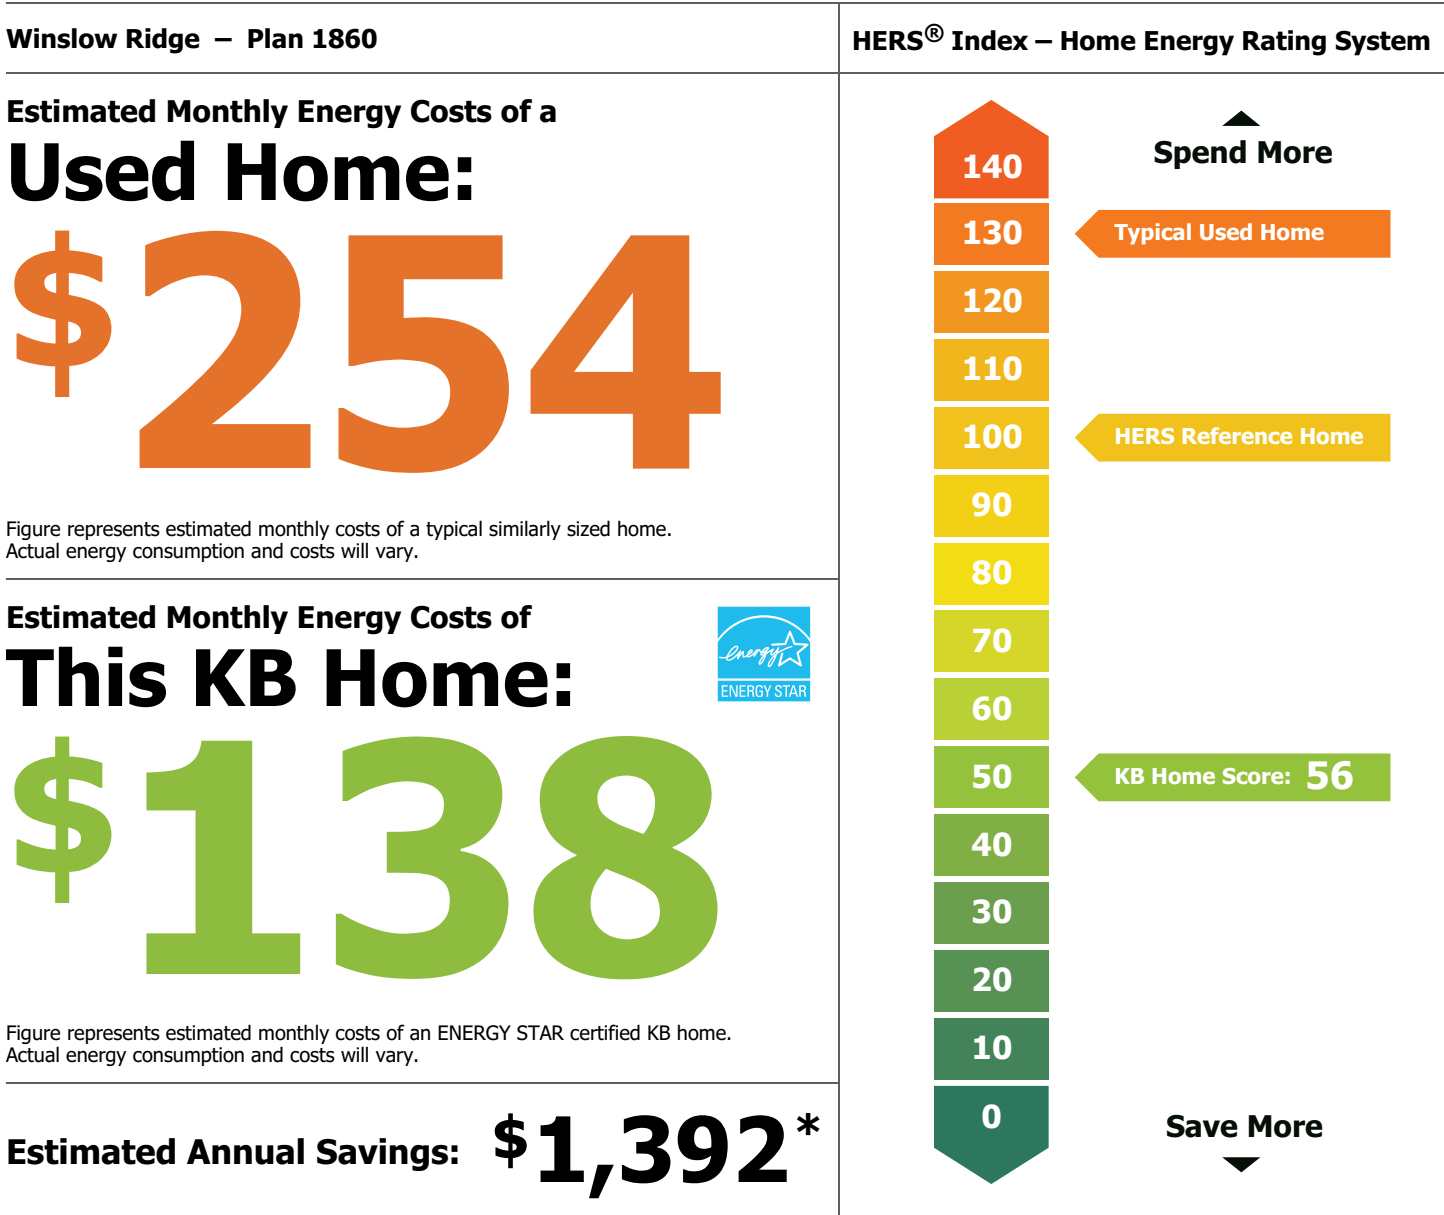 Winslow Ridge – Plan 1860
Estimated Monthly Energy Costs of a
Used Home:
$254
Figure represents estimated monthly costs of a typical similarly sized home.
Actual energy consumption and costs will vary.
Estimated Monthly Energy Costs of
This KB Home:
energy
ENERGY STAR
$138
Figure represents estimated monthly costs of an ENERGY STAR certified KB home.
Actual energy consumption and costs will vary.
Estimated Annual Savings: $1,392*
HERS® Index – Home Energy Rating System
Spend More
140
130 Typical Used Home
120
110
100 HERS Reference Home
90
80
70
60
50 KB Home Score: 56
40
30
20
10
0
Save More